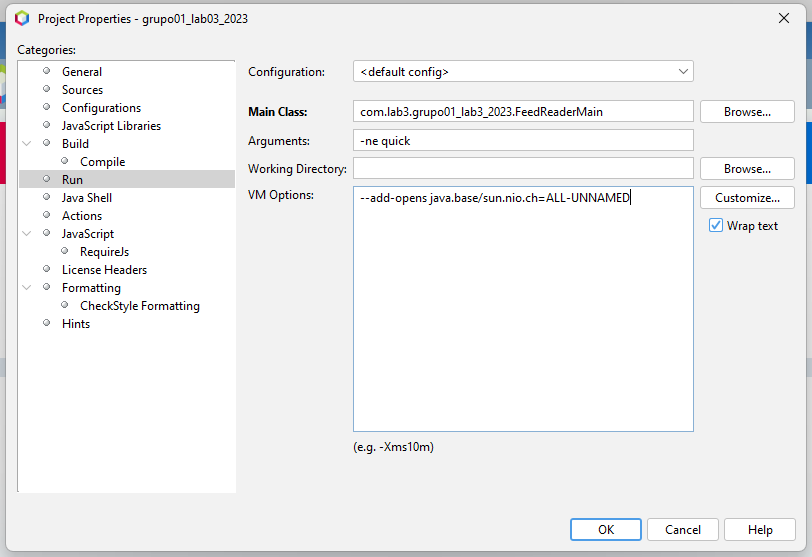 Project Properties - grupo01_lab03_2023
Categories:
General
Sources
Configurations
JavaScript Libraries
Build
Compile
Run
Java Shell
Actions
JavaScript
RequireJs
License Headers
Formatting
CheckStyle Formatting
Hints
Configuration:
<default config>
Main Class:
com.lab3.grupo01_lab3_2023.FeedReaderMain
Browse...
Arguments:
-ne quick
Working Directory:
Browse...
VM Options:
--add-opens java.base/sun.nio.ch=ALL-UNNAMED
Customize...
Wrap text
(e.g. -Xms10m)
OK
Cancel
Help